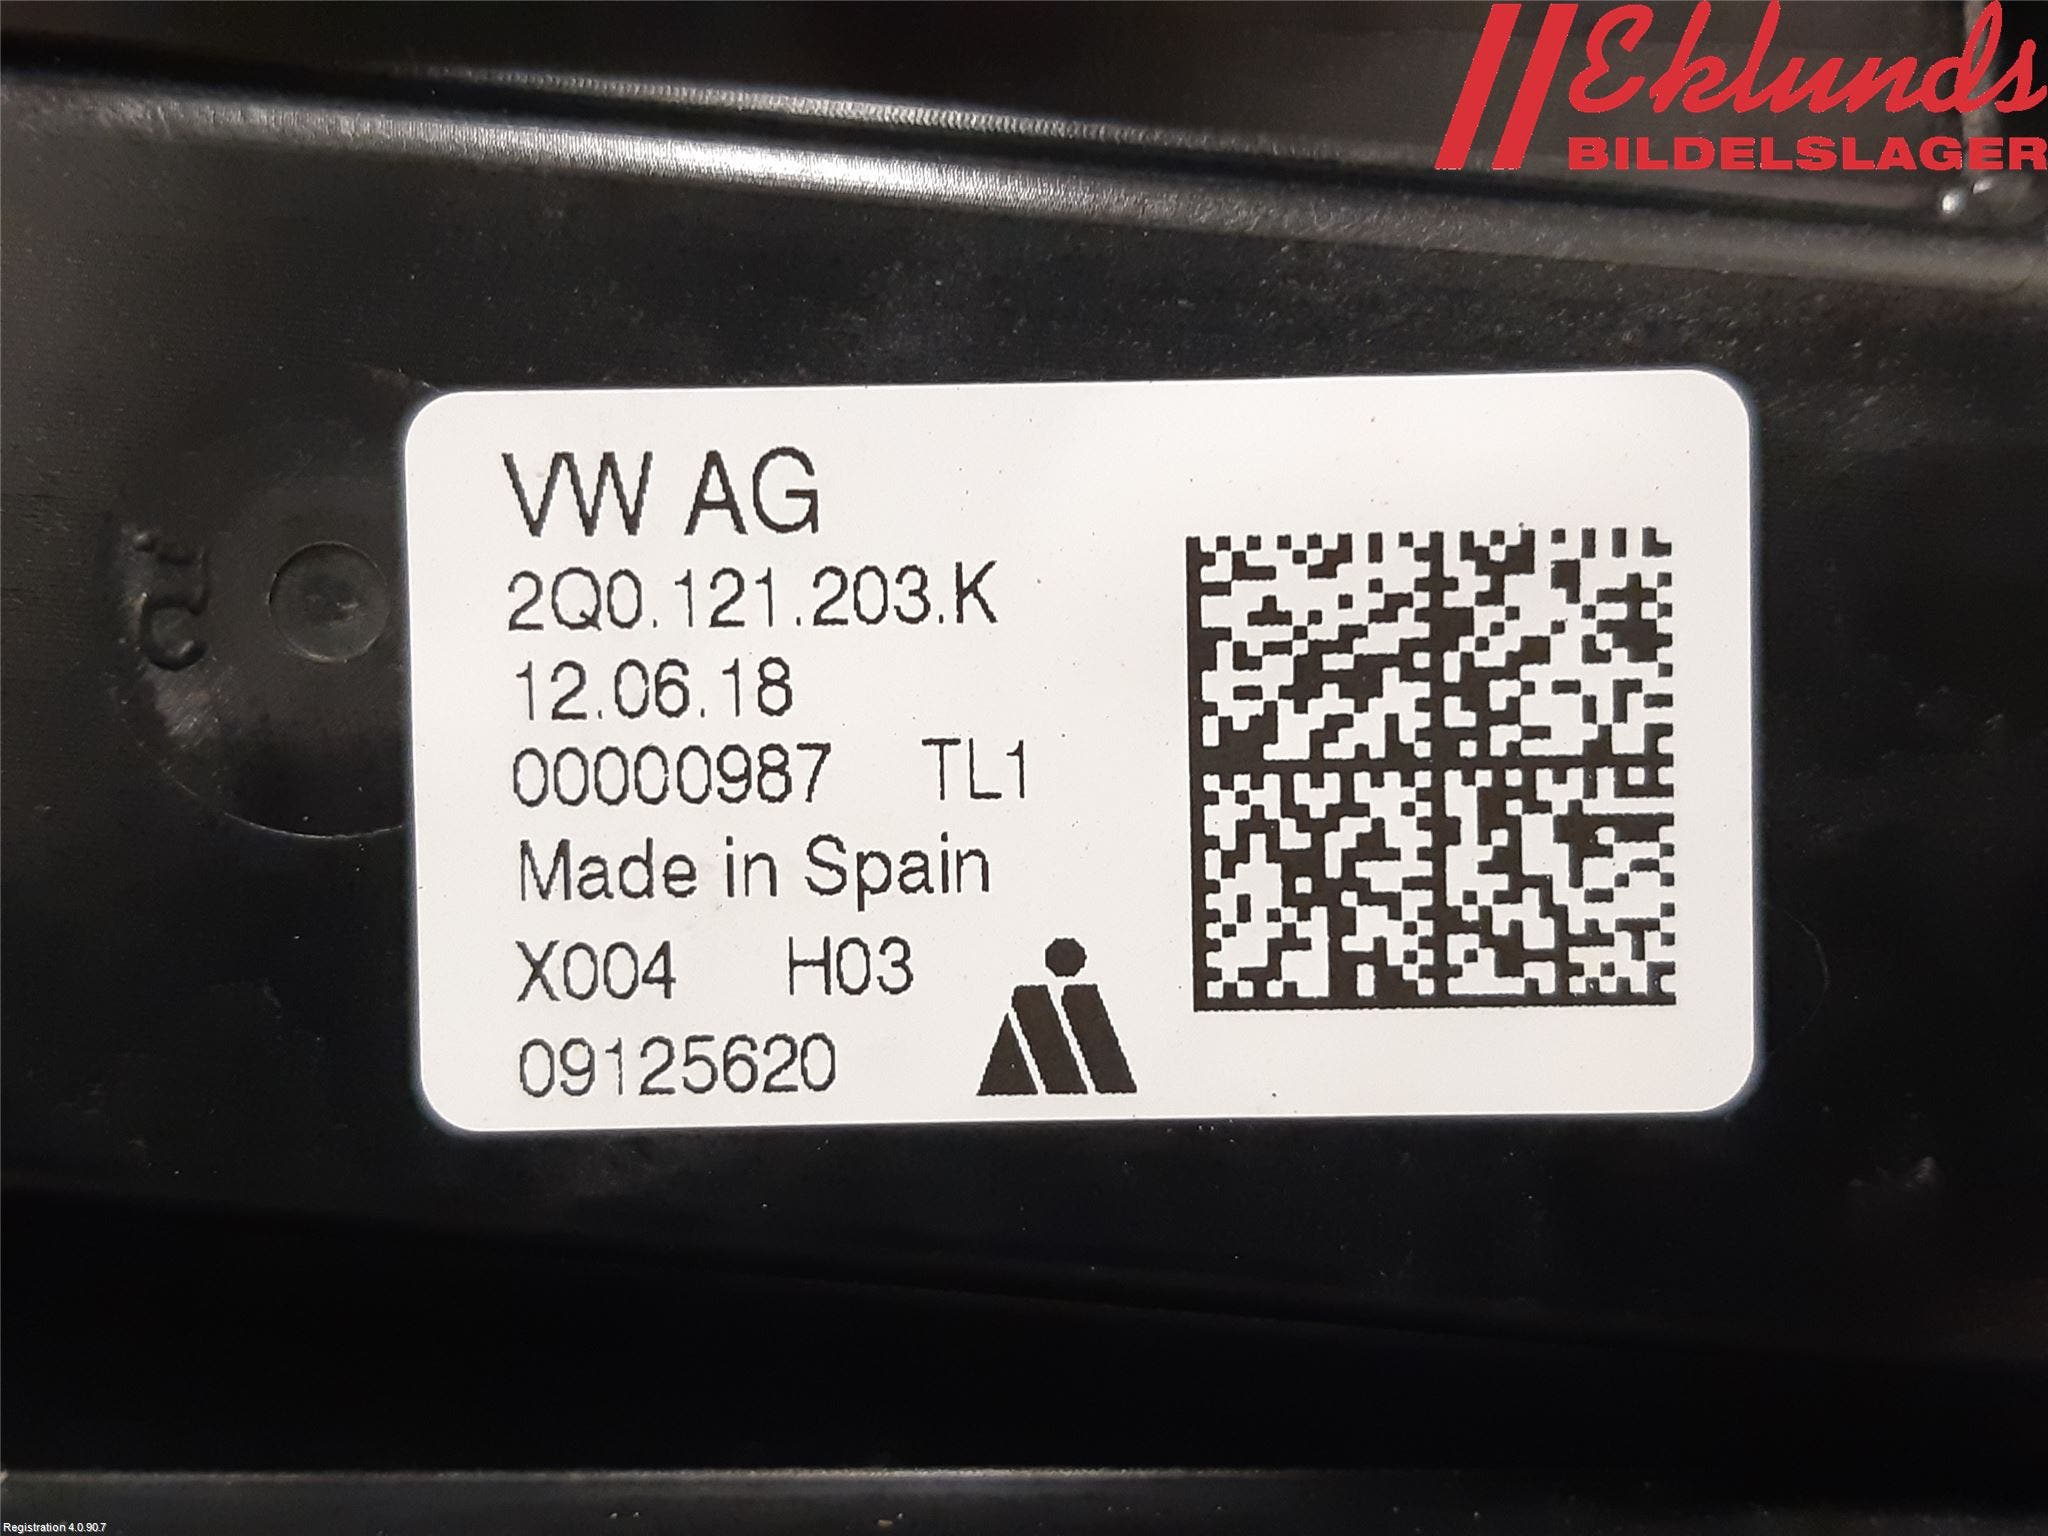 Eklunds
BILDELSLAGER
VW AG
2Q0.121.203.K
12.06.18
00000987 TL1
Made in Spain
X004 H03
09125620
Registration 4.0.90.7